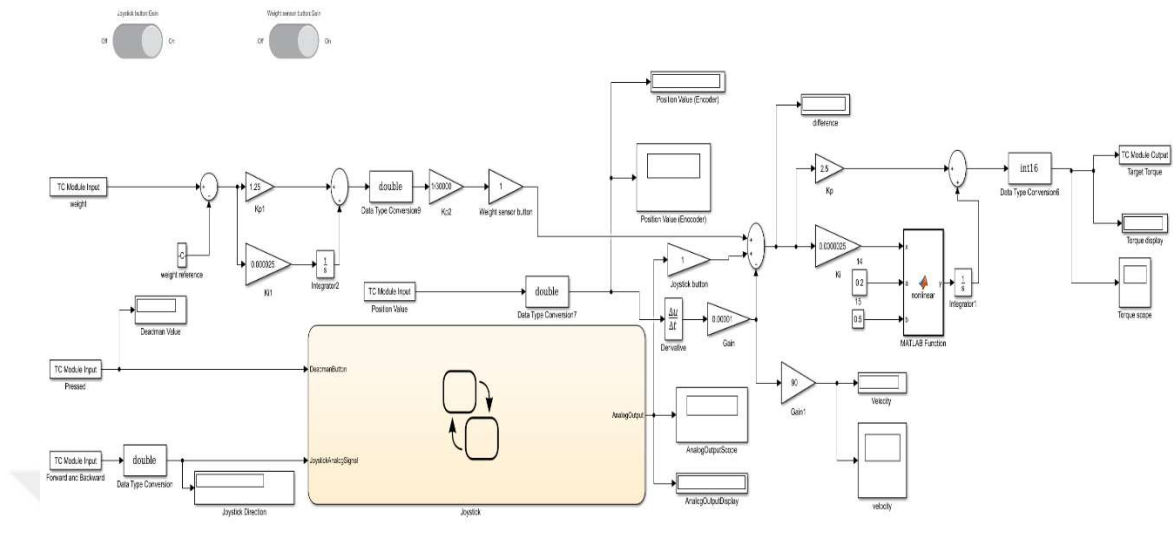 Joystick button:Gain
Weight sensor button:Gain
Off
On
Off
On
Position Value (Encoder)
difference
TC Module Input
weight
1.25
Kp1
double
Data Type Conversion9
1/30000
Kp2
1
Weight sensor button
Position Value (Enocoder)
2.5
Kp
int16
Data Type Conversion6
TC Module Output
Target Torque
-C-
weight reference
0.000025
Ki1
1
s
Integrator2
TC Module Input
Position Value
double
Data Type Conversion7
1
Joystick button
0.0000025
Ki
14
0.2
15
0.5
x
a
b
nonlinear
y
MATLAB Function
1
s
Integrator1
Torque display
Torque scope
Deadman Value
Δu
Δt
Derivative
0.00001
Gain
TC Module Input
Pressed
DeadmanButton
AnalogOutput
90
Gain1
Velocity
AnalogOutputScope
TC Module Input
Forward and Backward
double
Data Type Conversion
JoystickAnalogSignal
Joystick Direction
Joystick
AnalogOutputDisplay
velocity